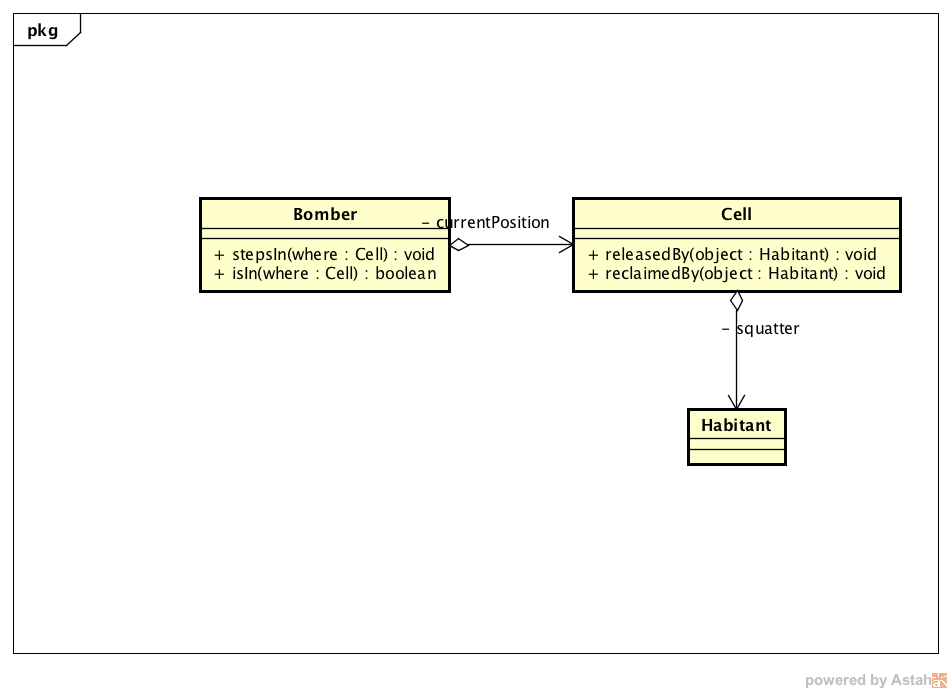 pkg
Bomber
+ stepsIn(where : Cell) : void
+ isIn(where : Cell) : boolean
- currentPosition
Cell
+ releasedBy(object : Habitant) : void
+ reclaimedBy(object : Habitant) : void
- squatter
Habitant
powered by Astah